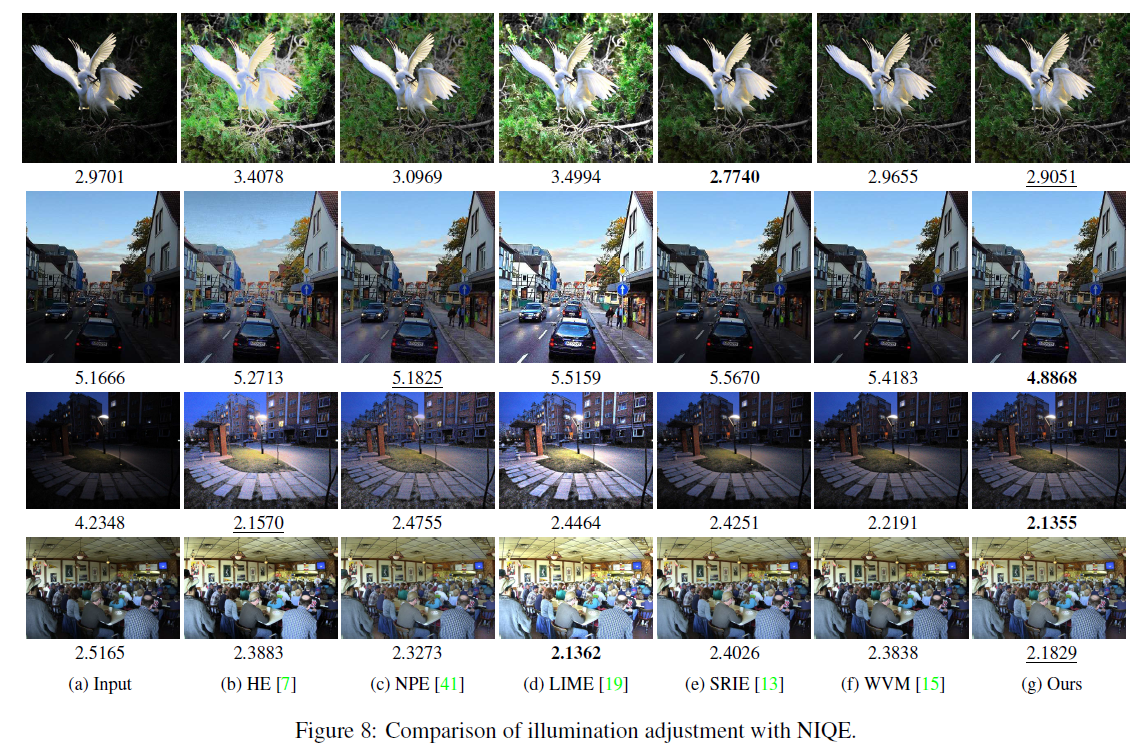 2.9701 3.4078 3.0969 3.4994 2.7740 2.9655 2.9051
5.1666 5.2713 5.1825 5.5159 5.5670 5.4183 4.8868
4.2348 2.1570 2.4755 2.4464 2.4251 2.2191 2.1355
2.5165 2.3883 2.3273 2.1362 2.4026 2.3838 2.1829
(a) Input (b) HE [7] (c) NPE [41] (d) LIME [19] (e) SRIE [13] (f) WVM [15] (g) Ours
Figure 8: Comparison of illumination adjustment with NIQE.